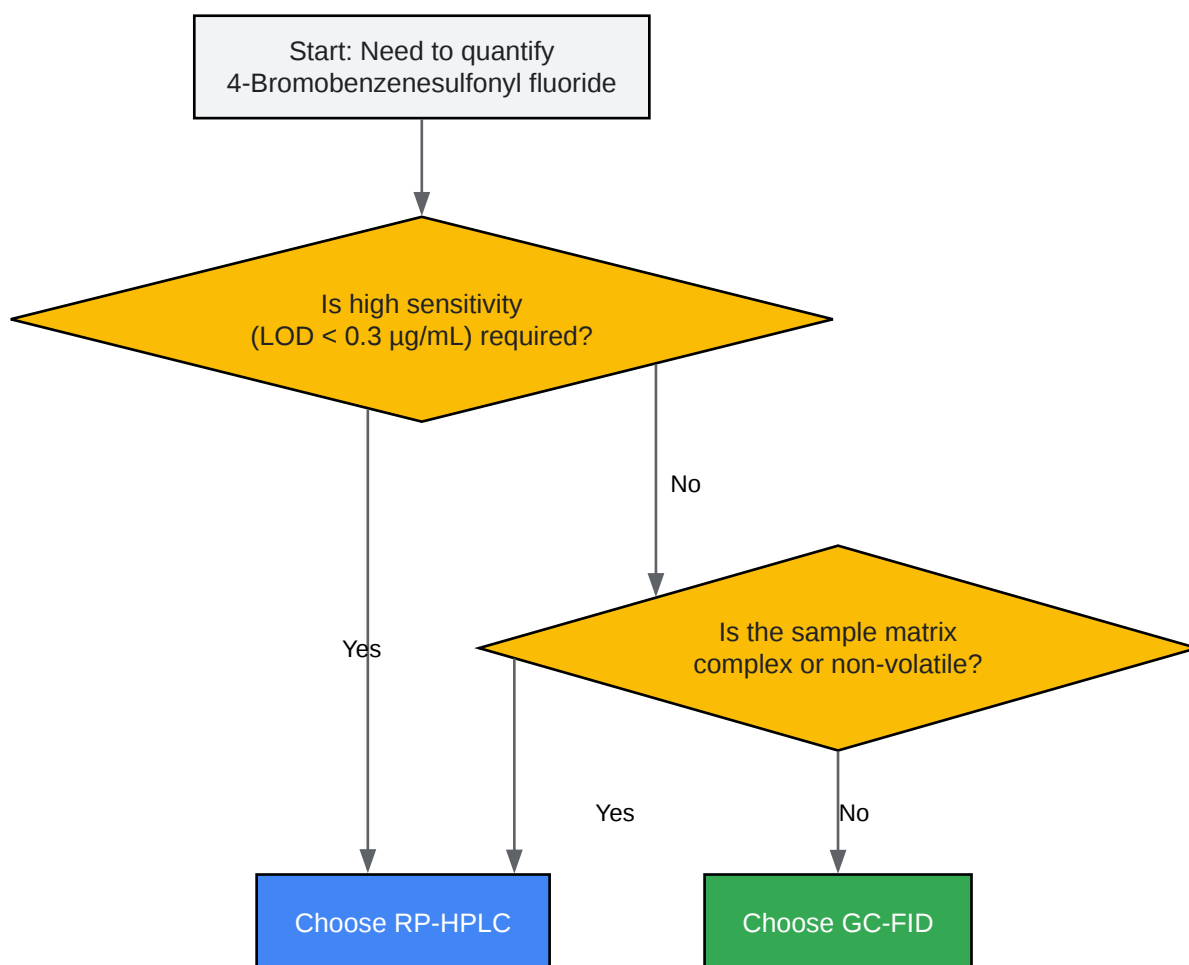 Start: Need to quantify
4-Bromobenzenesulfonyl fluoride
Is high sensitivity
(LOD < 0.3 µg/mL) required?
No
Is the sample matrix
complex or non-volatile?
Yes
Yes
No
Choose RP-HPLC
Choose GC-FID